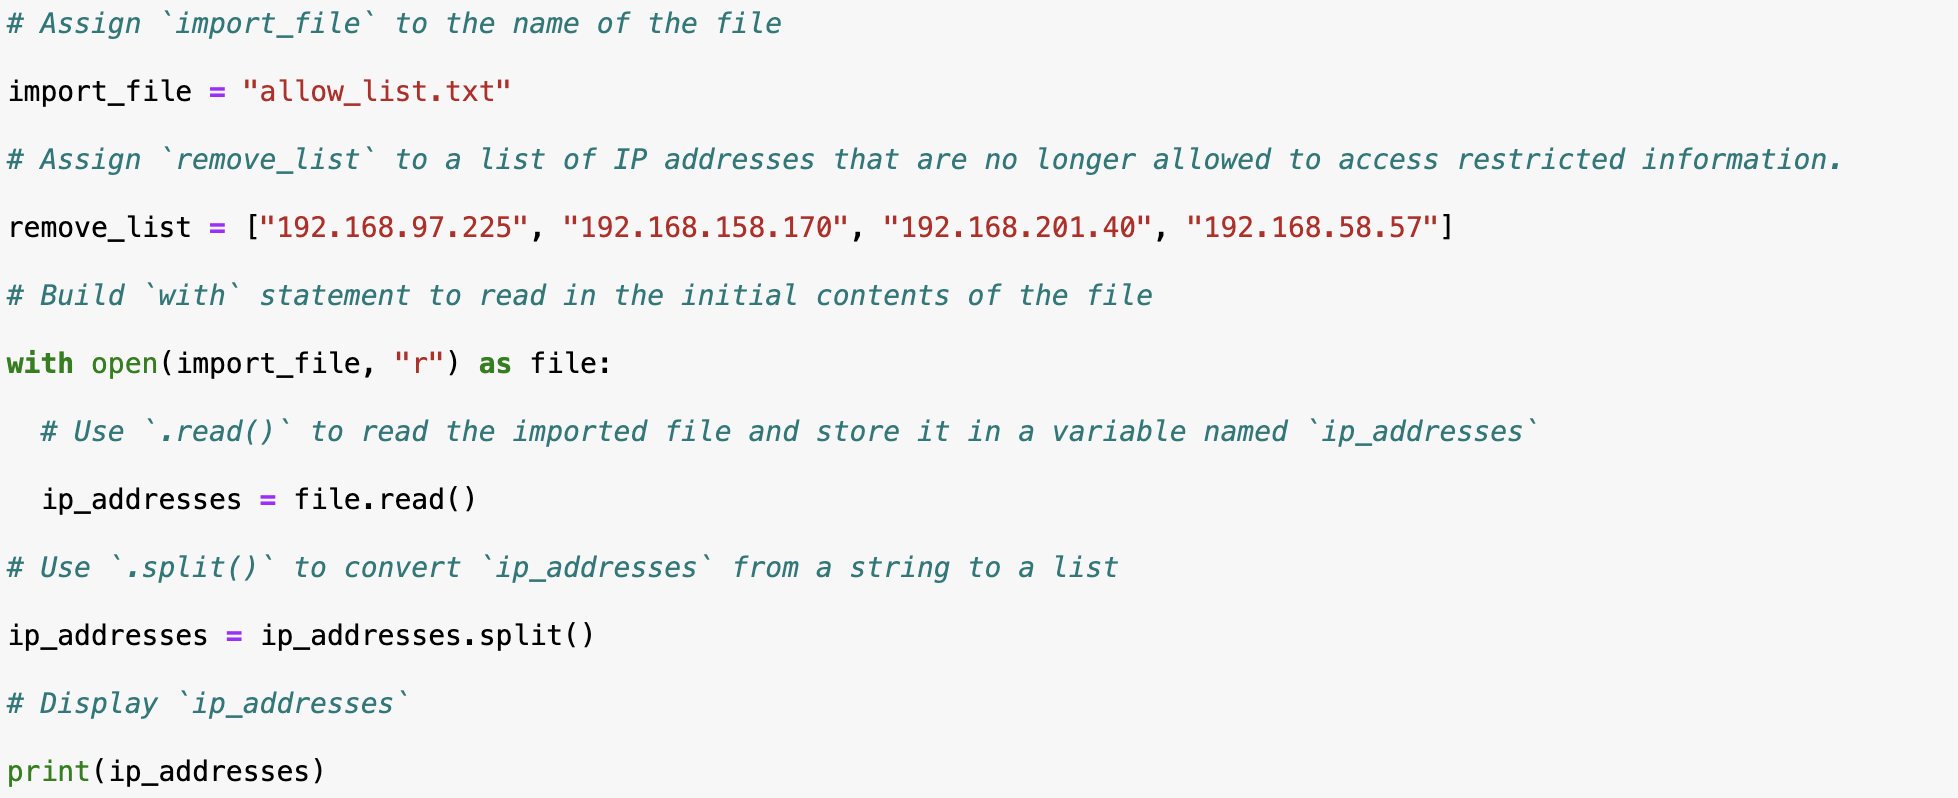 # Assign `import_file` to the name of the file
import_file = "allow_list.txt"
# Assign `remove_list` to a list of IP addresses that are no longer allowed to access restricted information.
remove_list = ["192.168.97.225", "192.168.158.170", "192.168.201.40", "192.168.58.57"]
# Build `with` statement to read in the initial contents of the file
with open(import_file, "r") as file:
  # Use `.read()` to read the imported file and store it in a variable named `ip_addresses`
  ip_addresses = file.read()
# Use `.split()` to convert `ip_addresses` from a string to a list
ip_addresses = ip_addresses.split()
# Display `ip_addresses`
print(ip_addresses)